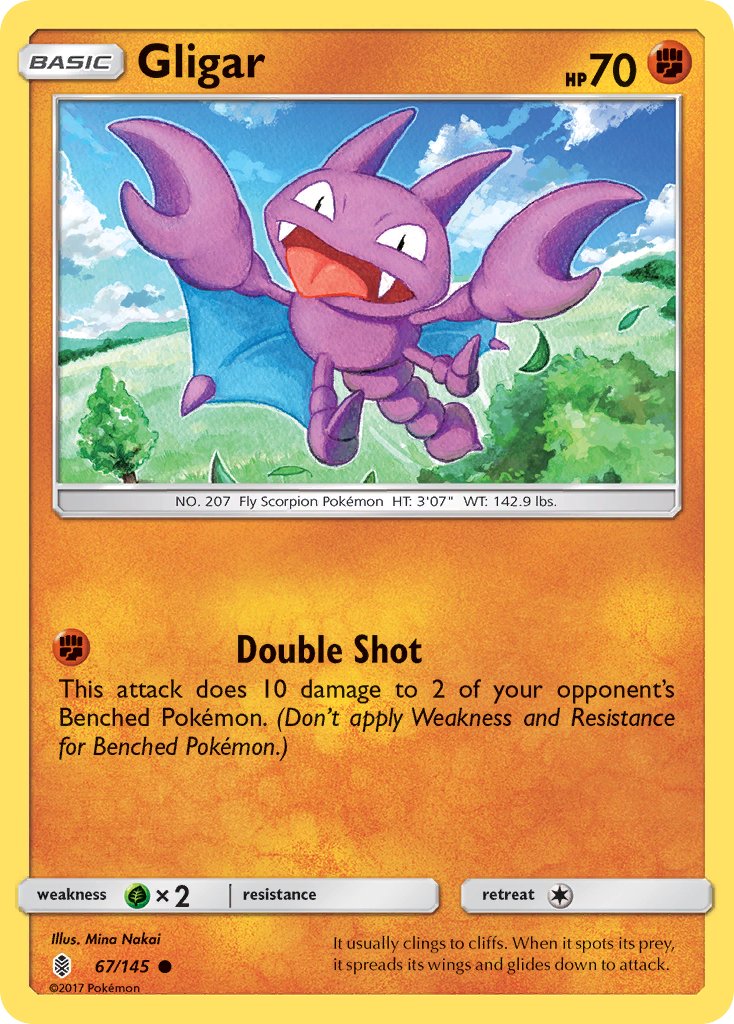 BASIC Gligar HP70
NO. 207 Fly Scorpion Pokémon HT: 3'07" WT: 142.9 lbs.
Double Shot
This attack does 10 damage to 2 of your opponent's
Benched Pokémon. (Don't apply Weakness and Resistance
for Benched Pokémon.)
weakness ×2 resistance retreat
Illus. Mina Nakai
67/145
©2017 Pokémon
It usually clings to cliffs. When it spots its prey,
it spreads its wings and glides down to attack.